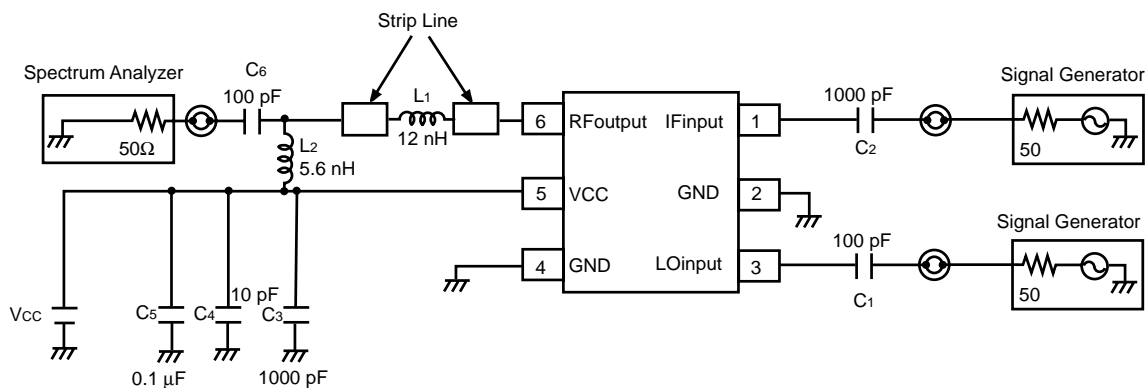 Strip Line
Spectrum Analyzer
C6
100 pF
50Ω
L1
12 nH
L2
5.6 nH
6 RFoutput IFinput 1
5 VCC GND 2
4 GND LOinput 3
1000 pF
C2
Signal Generator
50
100 pF
C1
Signal Generator
50
VCC
C5
0.1 µF
C4
10 pF
C3
1000 pF